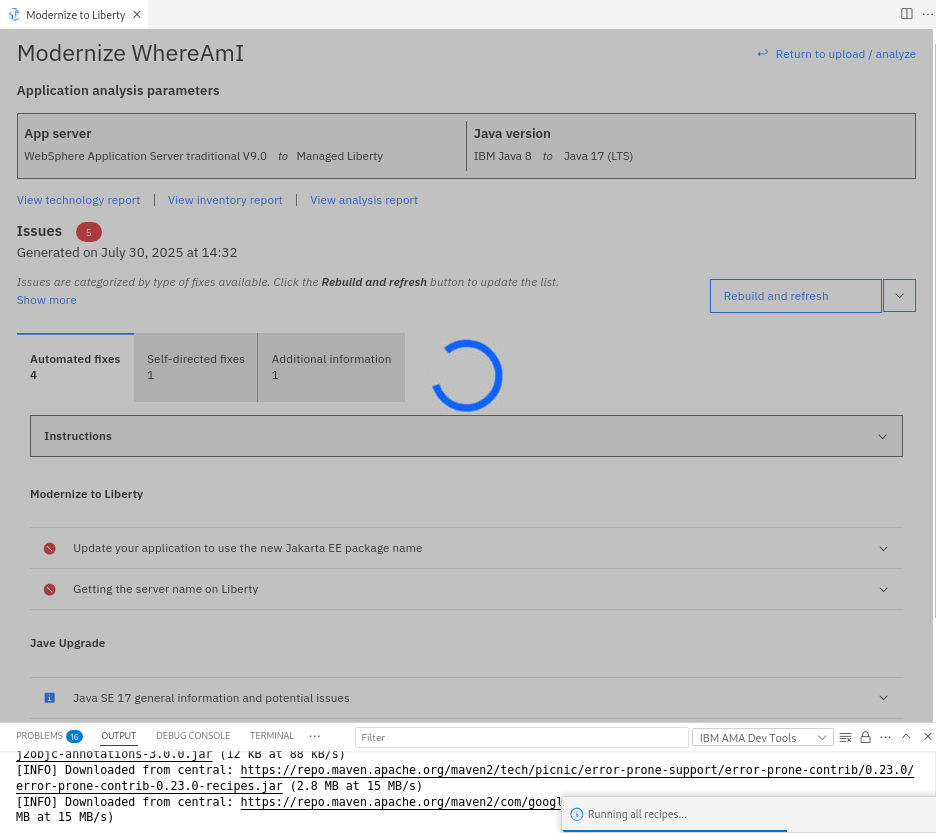 Modernize to Liberty
Modernize WhereAmI
Return to upload / analyze
Application analysis parameters
App server
WebSphere Application Server traditional V9.0 to Managed Liberty
Java version
IBM Java 8 to Java 17 (LTS)
View technology report | View inventory report | View analysis report
Issues 5
Generated on July 30, 2025 at 14:32
Issues are categorized by type of fixes available. Click the Rebuild and refresh button to update the list.
Show more
Rebuild and refresh
Automated fixes
4
Self-directed fixes
1
Additional information
1
Instructions
Modernize to Liberty
Update your application to use the new Jakarta EE package name
Getting the server name on Liberty
Jave Upgrade
Java SE 17 general information and potential issues
PROBLEMS 16 OUTPUT DEBUG CONSOLE TERMINAL ··· Filter IBM AMA Dev Tools
j2objc-annotations-3.0.0.jar (12 kB at 88 kB/s)
[INFO] Downloaded from central: https://repo.maven.apache.org/maven2/tech/picnic/error-prone-support/error-prone-contrib/0.23.0/
error-prone-contrib-0.23.0-recipes.jar (2.8 MB at 15 MB/s)
[INFO] Downloaded from central: https://repo.maven.apache.org/maven2/com/googl
MB at 15 MB/s)
Running all recipes...